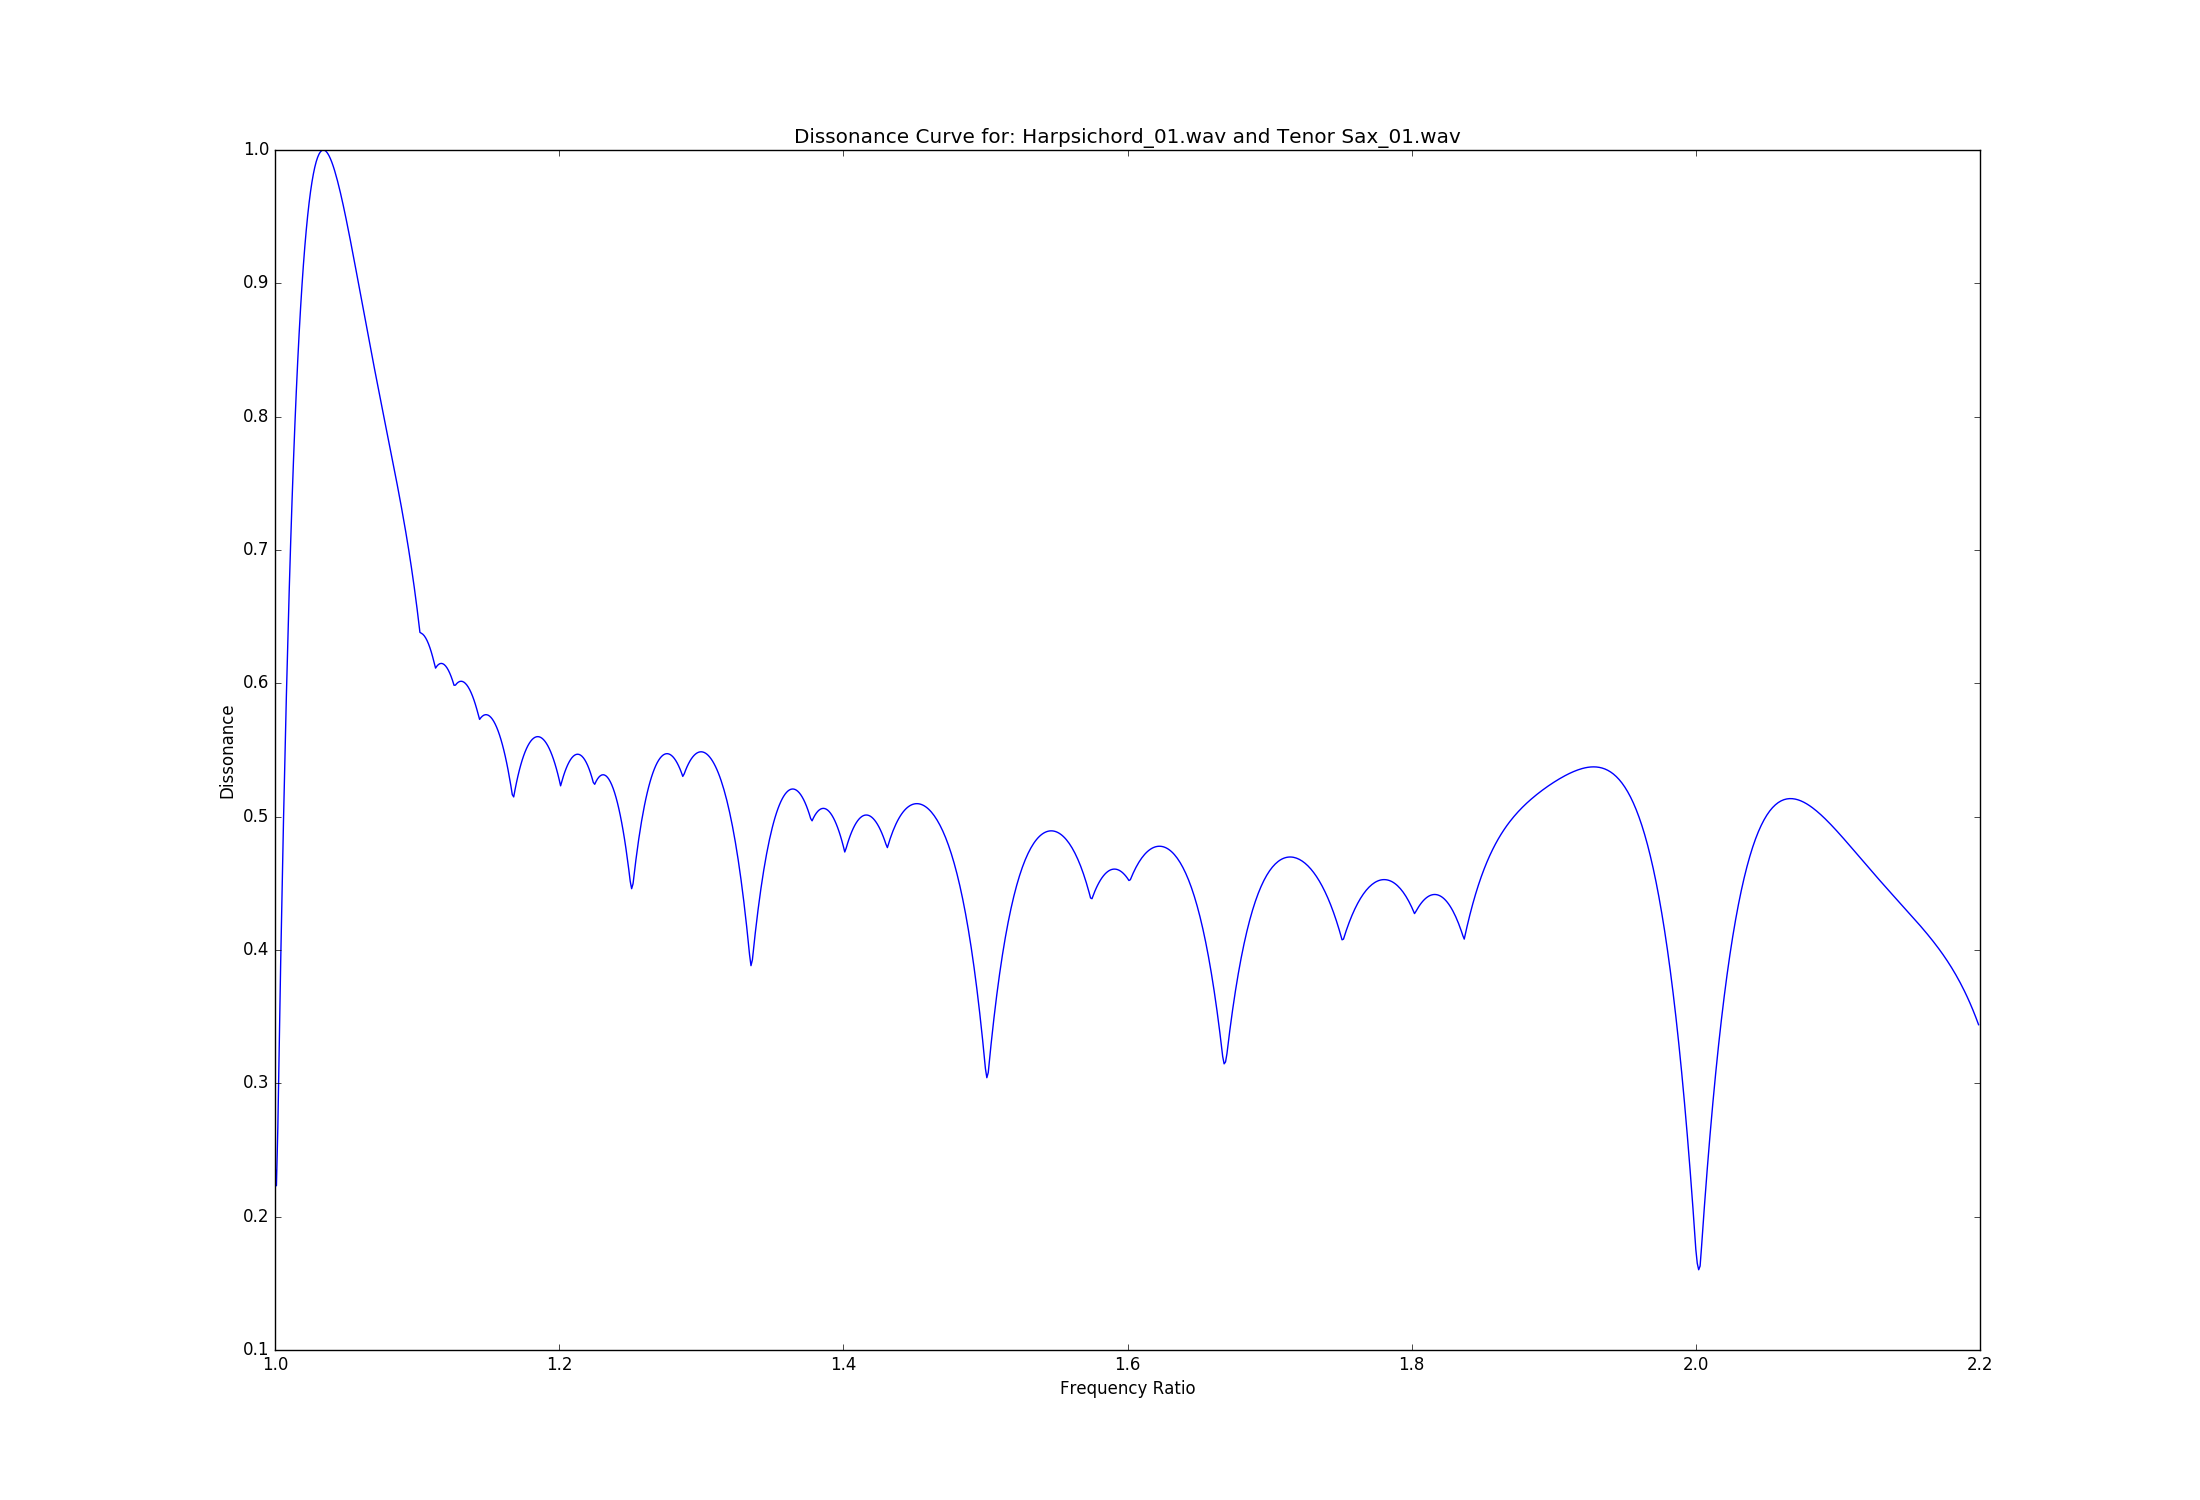 Dissonance Curve for: Harpsichord_01.wav and Tenor Sax_01.wav
1.0
0.9
0.8
0.7
0.6
0.5
0.4
0.3
0.2
0.1
Dissonance
1.0 1.2 1.4 1.6 1.8 2.0 2.2
Frequency Ratio